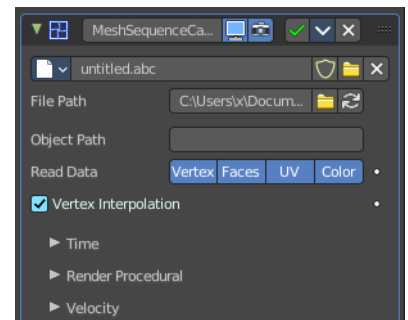 MeshSequenceCa...
untitled.abc
File Path C:\Users\x\Docum...
Object Path
Read Data Vertex Faces UV Color
Vertex Interpolation
Time
Render Procedural
Velocity